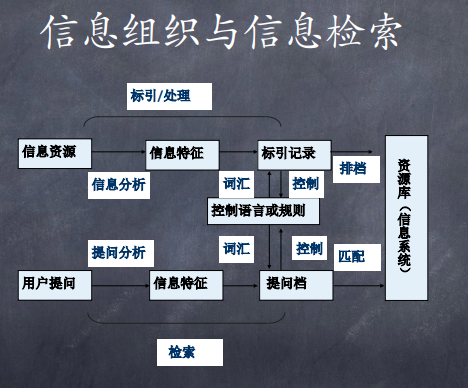 信息组织与信息检索
标引/处理
信息资源
信息特征
标引记录
排档
信息分析
词汇
控制
控制语言或规则
资源库（信息系统）
提问分析
词汇
控制
匹配
用户提问
信息特征
提问档
检索